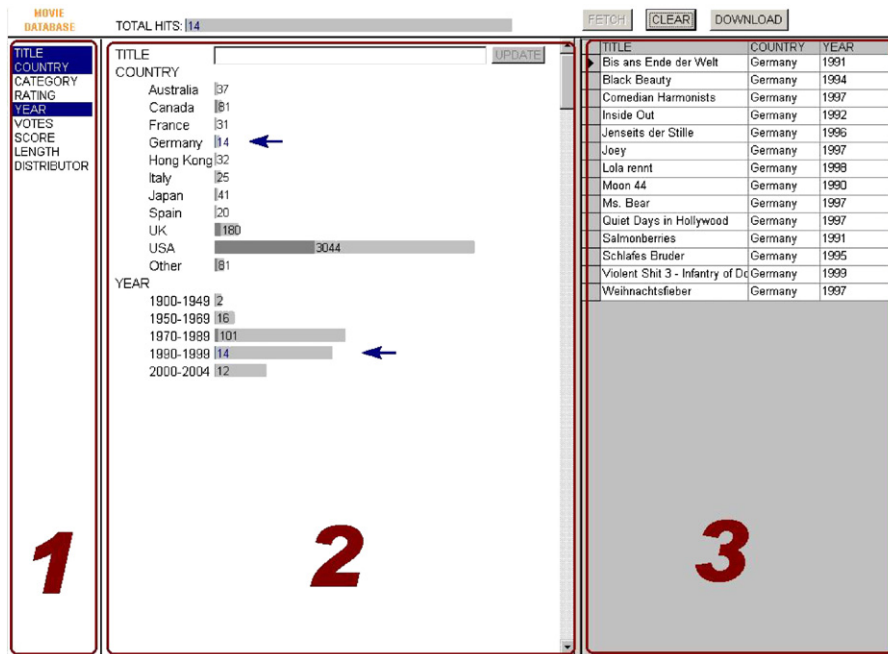 MOVIE
DATABASE
TOTAL HITS: 14
FETCH
CLEAR
DOWNLOAD
TITLE
COUNTRY
CATEGORY
RATING
YEAR
VOTES
SCORE
LENGTH
DISTRIBUTOR
1
TITLE
UPDATE
COUNTRY
Australia 37
Canada 81
France 31
Germany 14
Hong Kong 32
Italy 25
Japan 41
Spain 20
UK 180
USA 3044
Other 81
YEAR
1900-1949 2
1950-1969 16
1970-1989 101
1990-1999 14
2000-2004 12
2
TITLE COUNTRY YEAR
Bis ans Ende der Welt Germany 1991
Black Beauty Germany 1994
Comedian Harmonists Germany 1997
Inside Out Germany 1992
Jenseits der Stille Germany 1996
Joey Germany 1997
Lola rennt Germany 1998
Moon 44 Germany 1990
Ms. Bear Germany 1997
Quiet Days in Hollywood Germany 1997
Salmonberries Germany 1991
Schlafes Bruder Germany 1995
Violent Shit 3 - Infantry of Do Germany 1999
Weihnachtsfieber Germany 1997
3